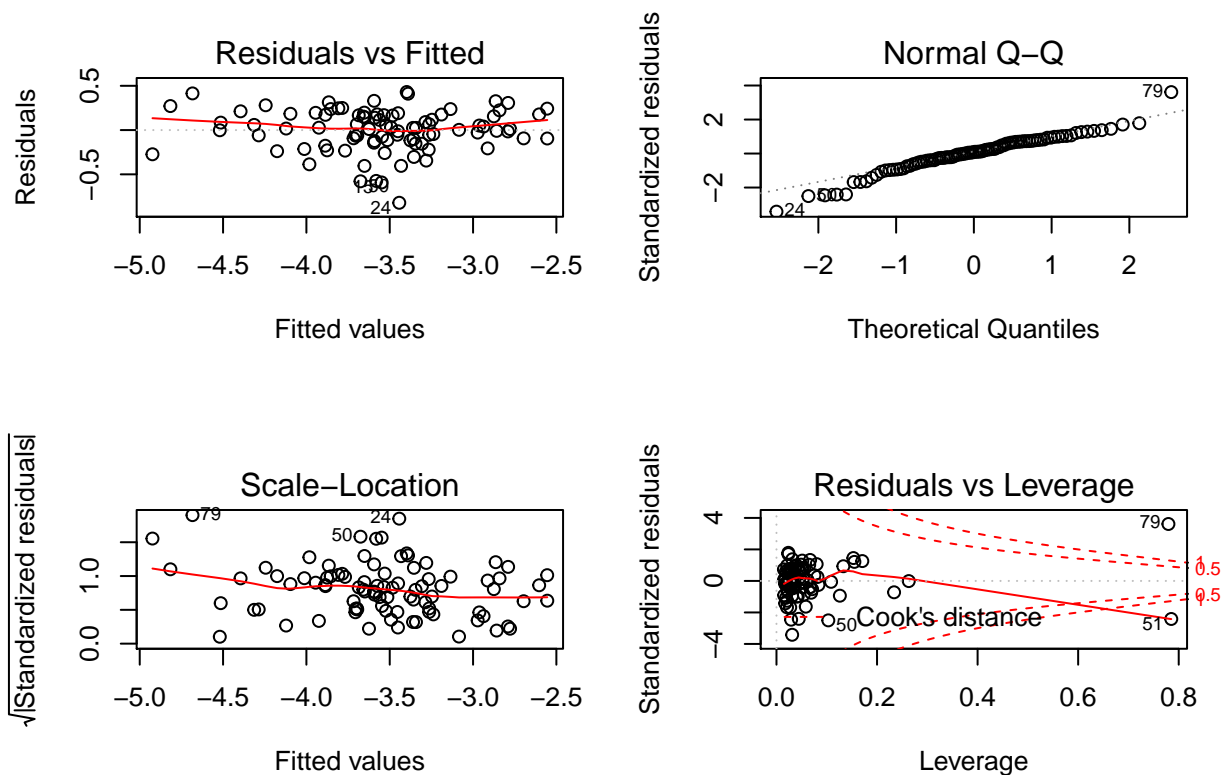 Residuals vs Fitted
Residuals
0.5
−0.5
24
−5.0 −4.5 −4.0 −3.5 −3.0 −2.5
Fitted values
Normal Q−Q
Standardized residuals
2
−2
79
24
−2 −1 0 1 2
Theoretical Quantiles
Scale−Location
√|Standardized residuals|
1.0
0.0
79
24
50
−5.0 −4.5 −4.0 −3.5 −3.0 −2.5
Fitted values
Residuals vs Leverage
Standardized residuals
4
0
−4
79
1
0.5
0.5
1
50
Cook's distance
51
0.0 0.2 0.4 0.6 0.8
Leverage